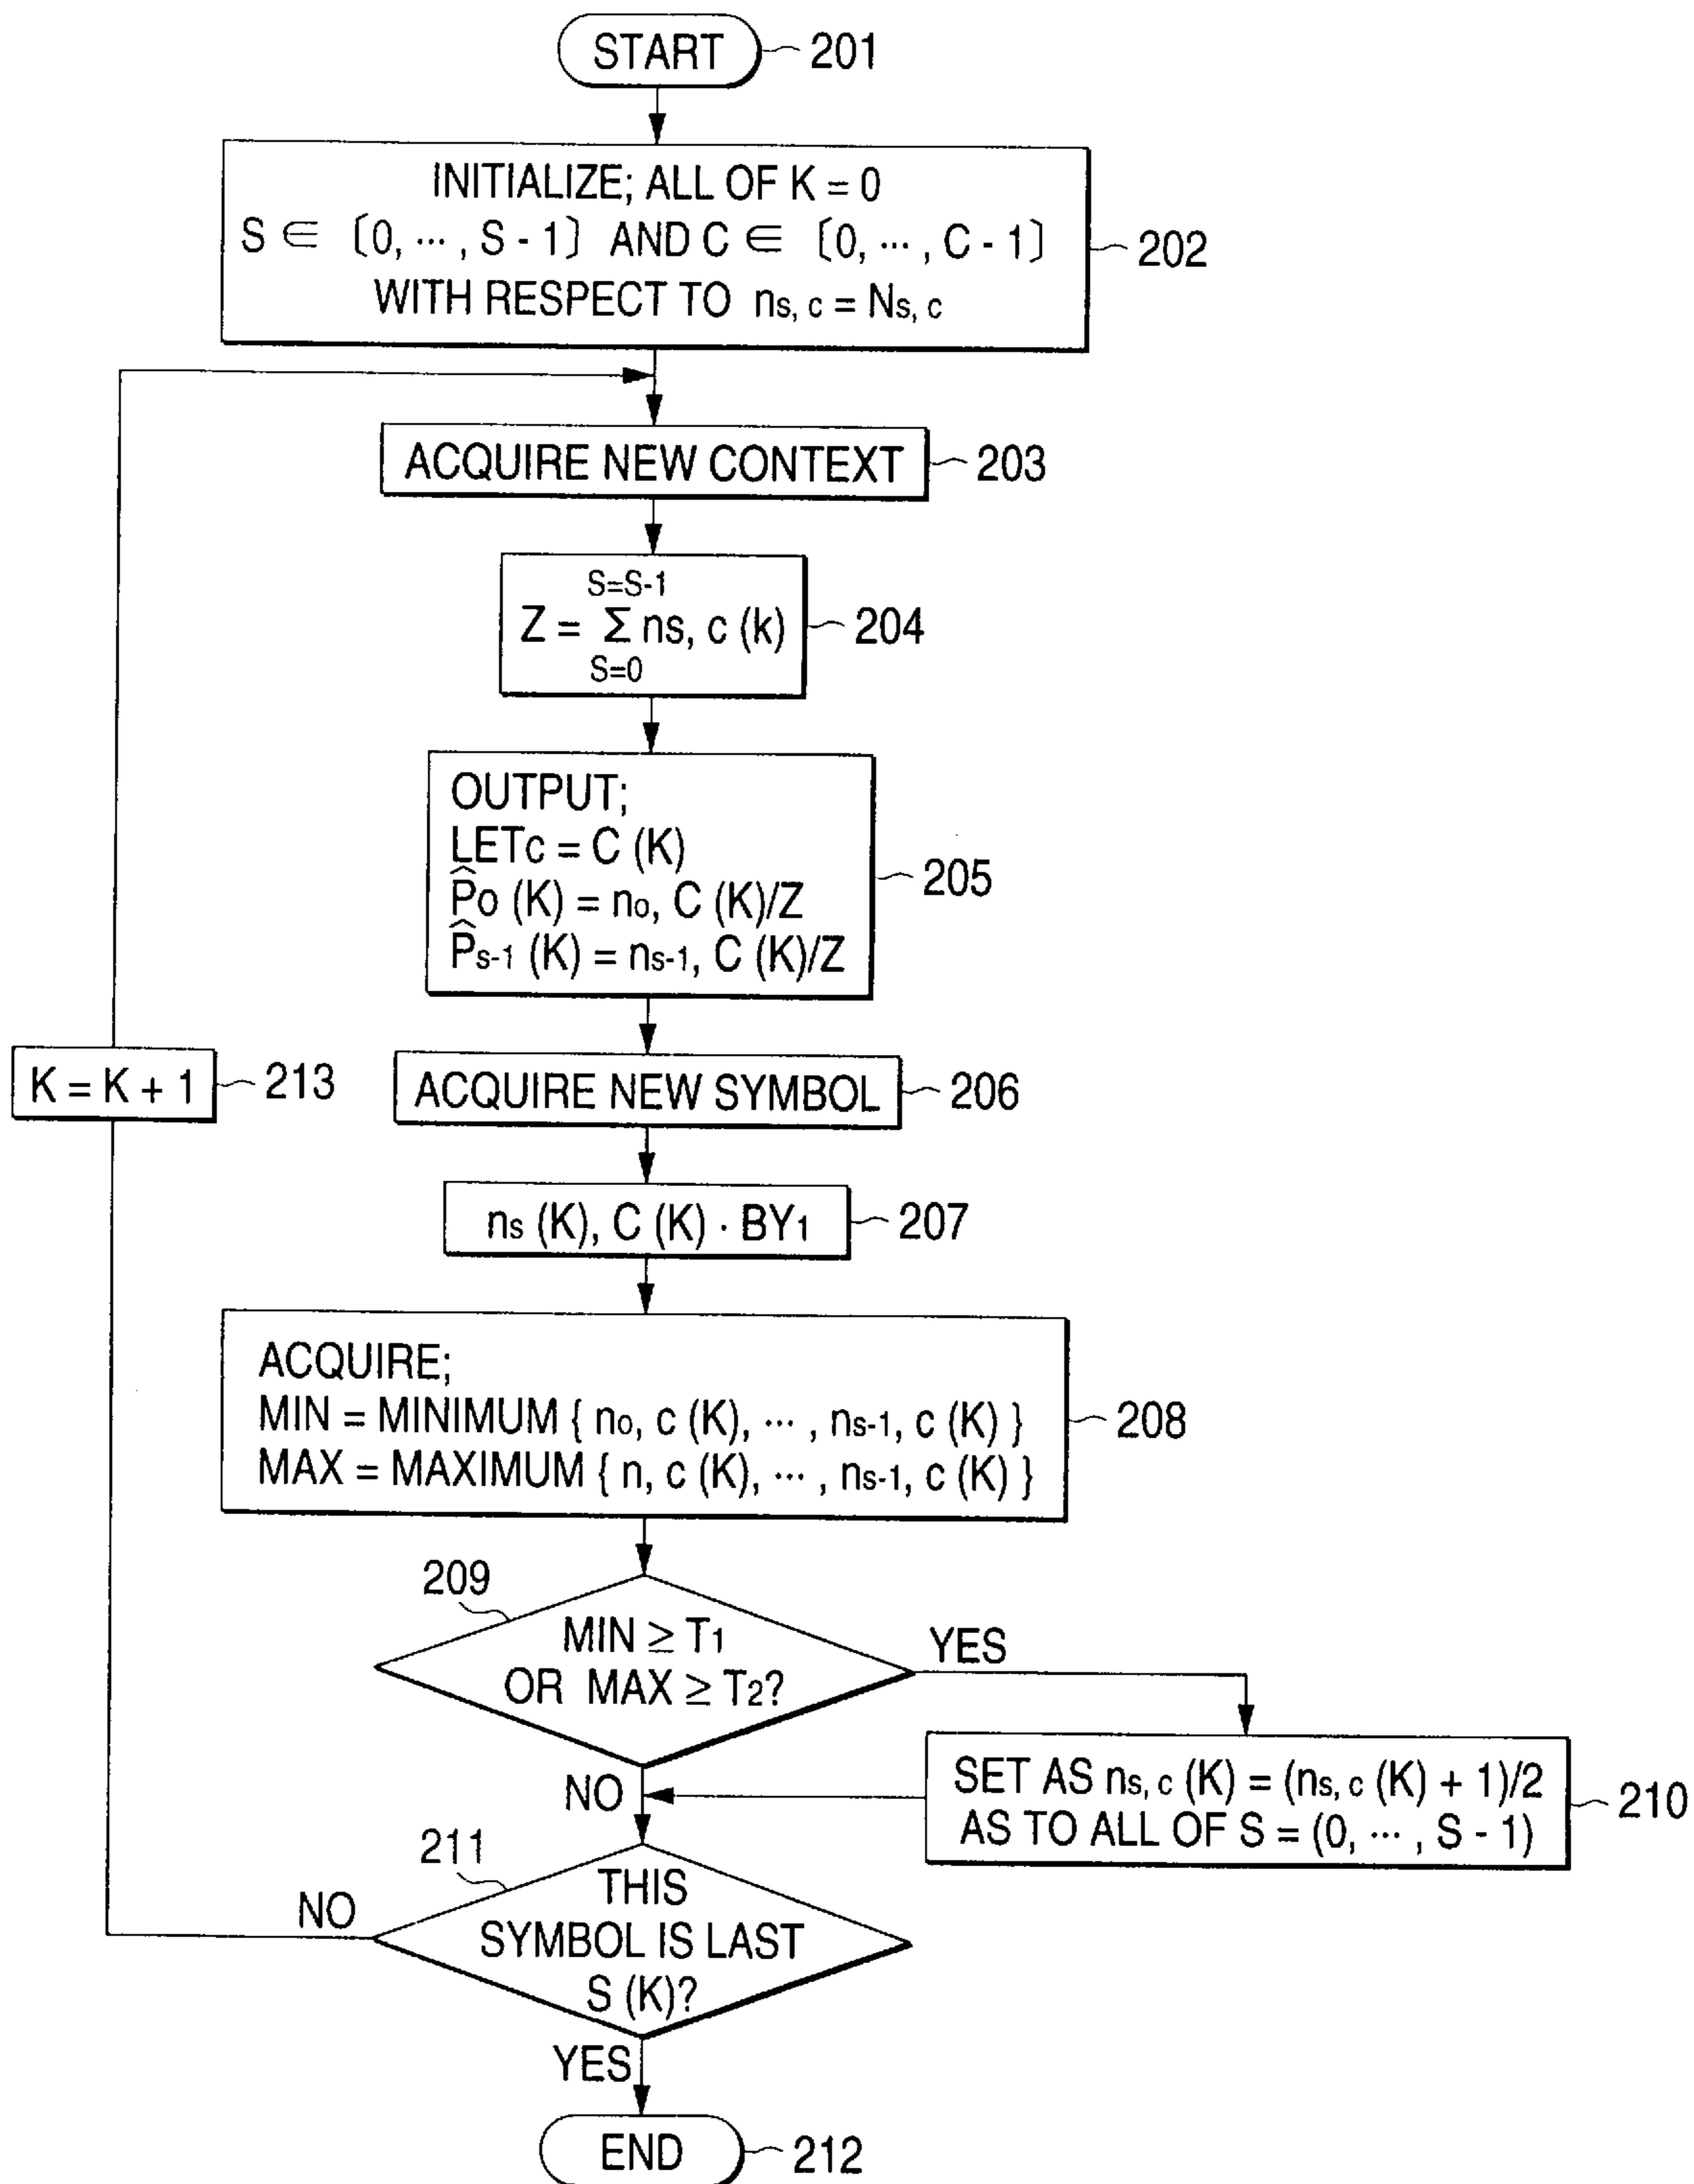 START 201
INITIALIZE; ALL OF K = 0
S ∈ 〔0, ··· , S - 1〕 AND C ∈ 〔0, ··· , C - 1〕
WITH RESPECT TO ns, c = Ns, c
202
ACQUIRE NEW CONTEXT 203
S=S-1
Z = Σ ns, c (k)
S=0
204
OUTPUT;
LETc = C (K)
P̂o (K) = no, C (K)/Z
P̂s-1 (K) = ns-1, C (K)/Z
205
K = K + 1 213
ACQUIRE NEW SYMBOL 206
ns (K), C (K) · BY1 207
ACQUIRE;
MIN = MINIMUM { no, c (K), ··· , ns-1, c (K) }
MAX = MAXIMUM { n, c (K), ··· , ns-1, c (K) }
208
209
MIN ≥ T1
OR MAX ≥ T2?
YES
NO
SET AS ns, c (K) = (ns, c (K) + 1)/2
AS TO ALL OF S = (0, ··· , S - 1)
210
211
THIS
SYMBOL IS LAST
S (K)?
NO
YES
END 212